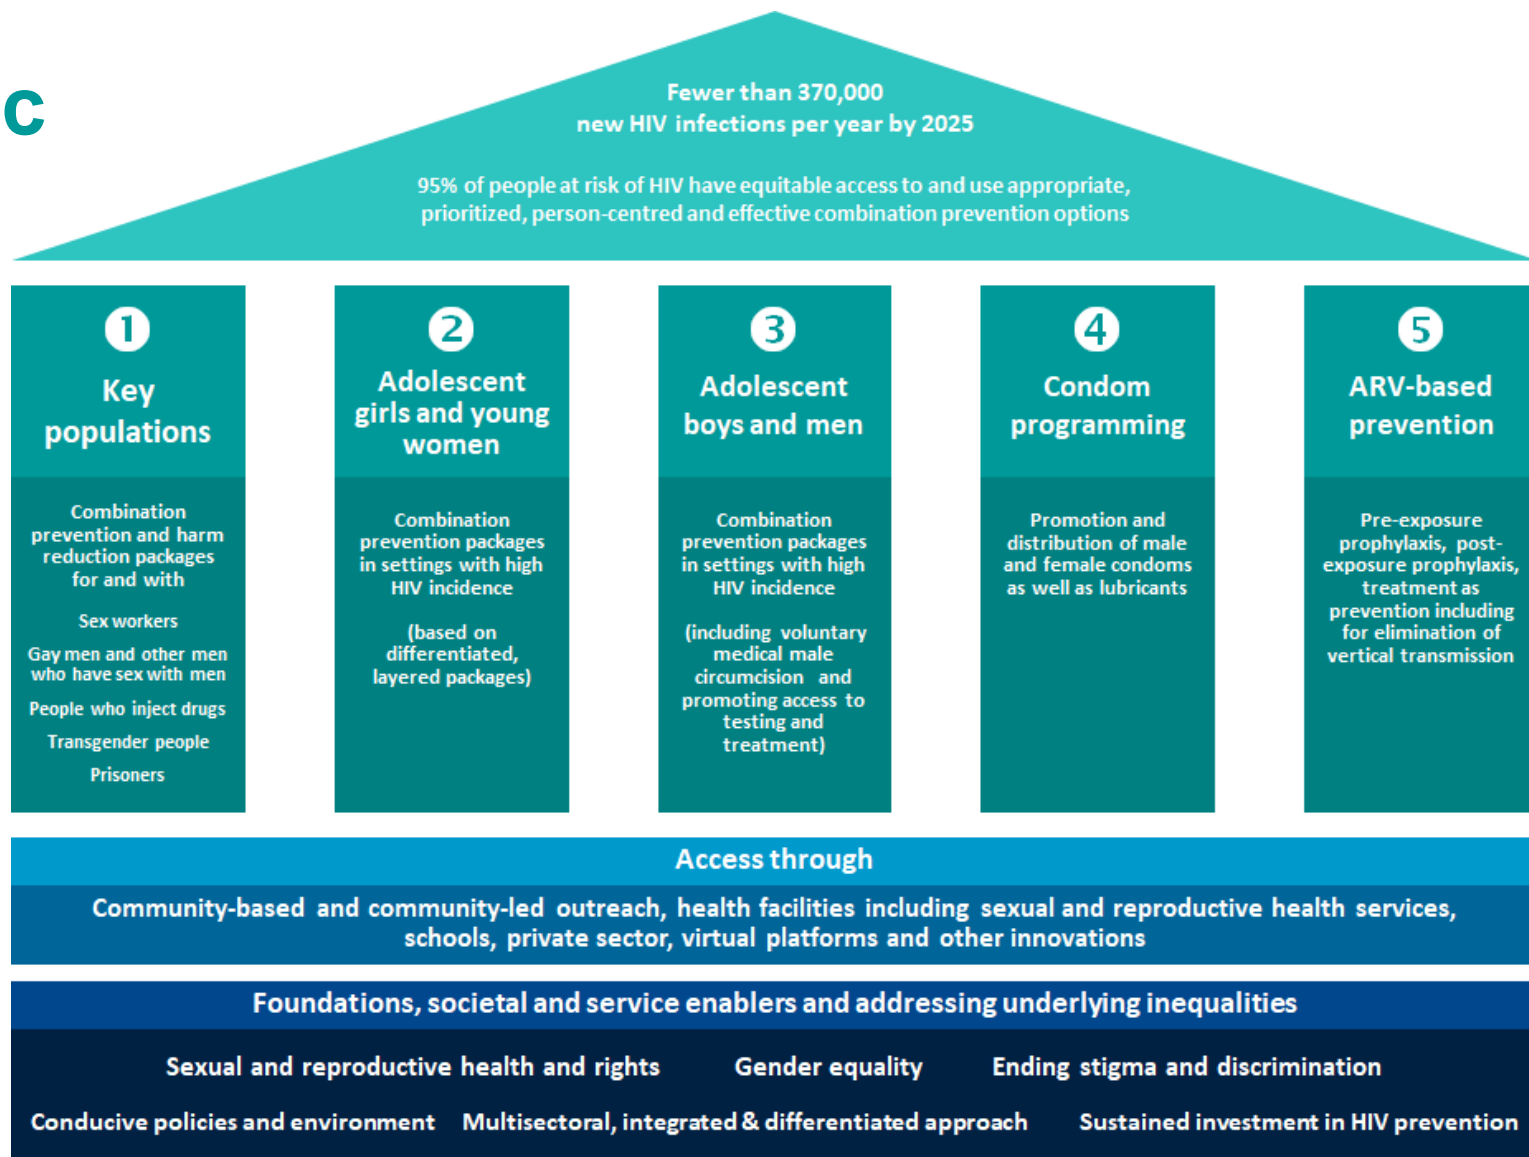 c
Fewer than 370,000
new HIV infections per year by 2025
95% of people at risk of HIV have equitable access to and use appropriate,
prioritized, person-centred and effective combination prevention options
1
Key
populations
Combination
prevention and harm
reduction packages
for and with
Sex workers
Gay men and other men
who have sex with men
People who inject drugs
Transgender people
Prisoners
2
Adolescent
girls and young
women
Combination
prevention packages
in settings with high
HIV incidence
(based on
differentiated,
layered packages)
3
Adolescent
boys and men
Combination
prevention packages
in settings with high
HIV incidence
(including voluntary
medical male
circumcision and
promoting access to
testing and
treatment)
4
Condom
programming
Promotion and
distribution of male
and female condoms
as well as lubricants
5
ARV-based
prevention
Pre-exposure
prophylaxis, post-
exposure prophylaxis,
treatment as
prevention including
for elimination of
vertical transmission
Access through
Community-based and community-led outreach, health facilities including sexual and reproductive health services,
schools, private sector, virtual platforms and other innovations
Foundations, societal and service enablers and addressing underlying inequalities
Sexual and reproductive health and rights Gender equality Ending stigma and discrimination
Conducive policies and environment Multisectoral, integrated & differentiated approach Sustained investment in HIV prevention